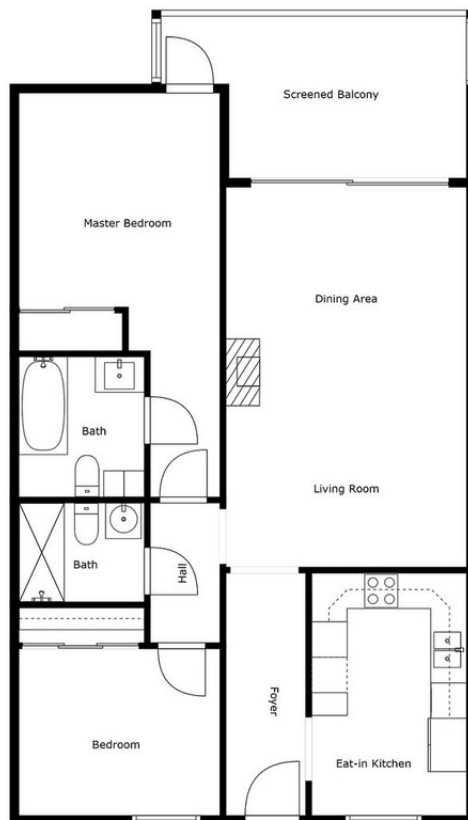 Screened Balcony
Master Bedroom
Dining Area
Bath
Living Room
Bath
Hall
Foyer
Bedroom
Eat-in Kitchen